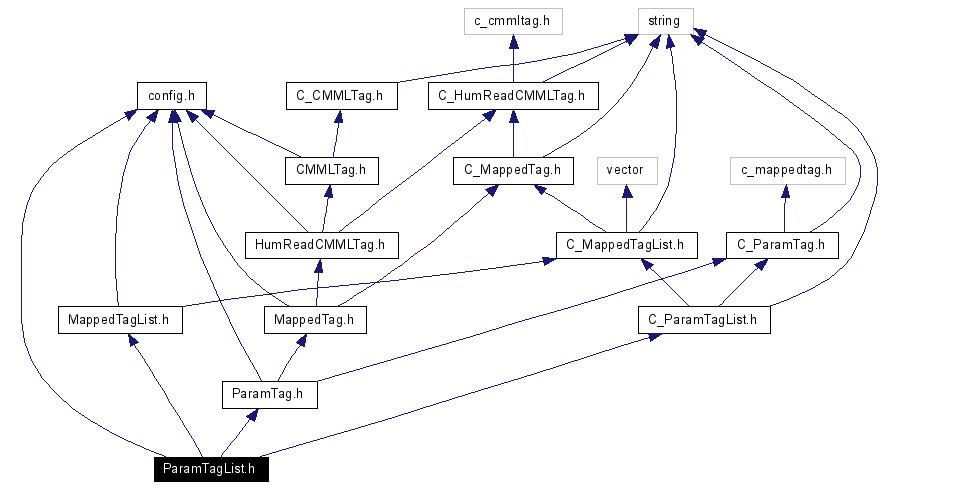 c_cmmltag.h
string
config.h
C_CMMLTag.h
C_HumReadCMMLTag.h
CMMLTag.h
C_MappedTag.h
vector
c_mappedtag.h
HumReadCMMLTag.h
C_MappedTagList.h
C_ParamTag.h
MappedTagList.h
MappedTag.h
C_ParamTagList.h
ParamTag.h
ParamTagList.h